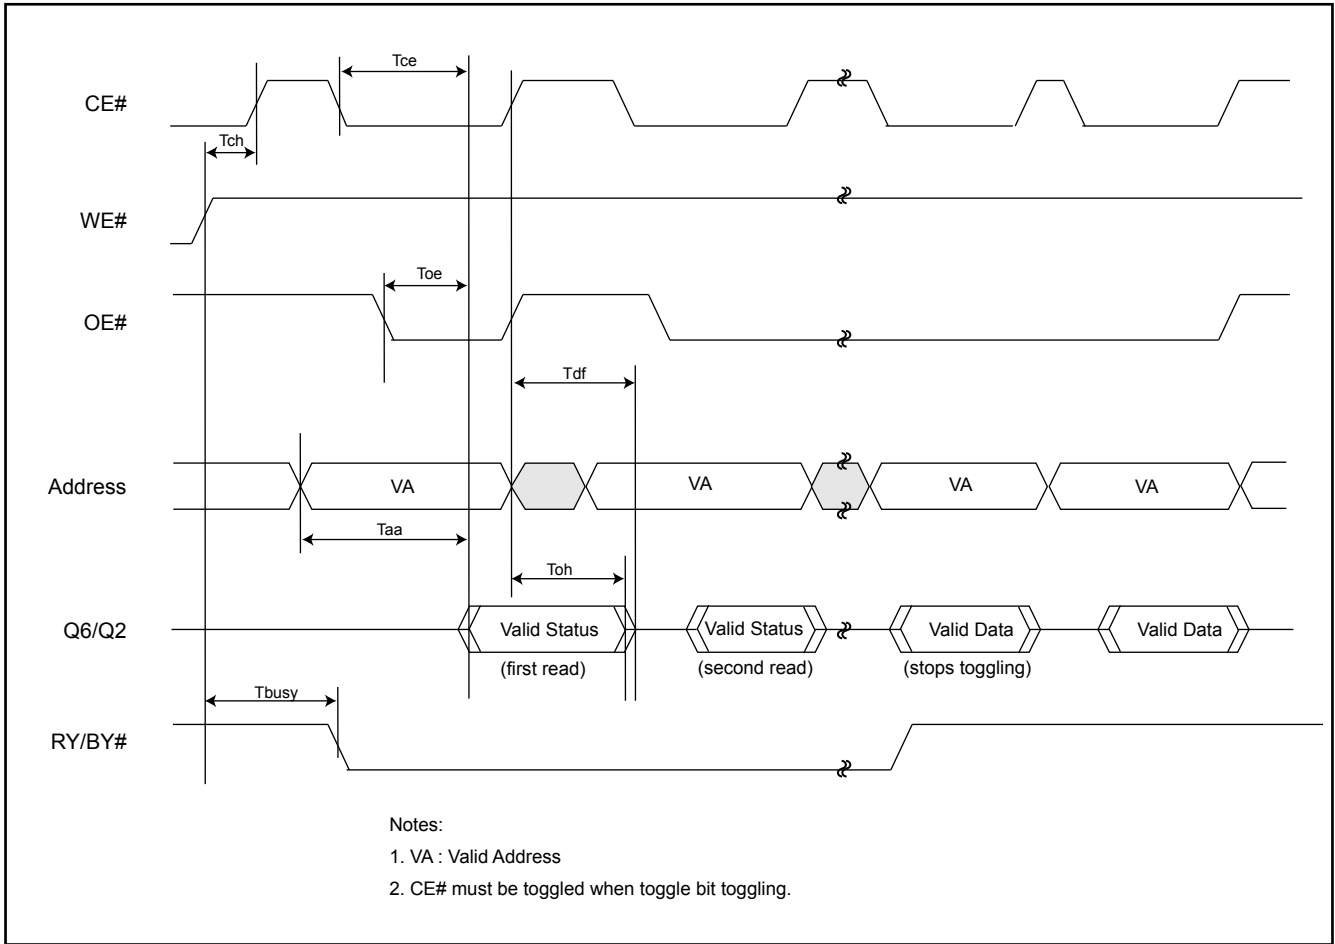 Tce
CE#
Tch
WE#
Toe
OE#
Tdf
Address
VA
VA
VA
VA
Taa
Toh
Q6/Q2
Valid Status
Valid Status
Valid Data
Valid Data
(first read)
(second read)
(stops toggling)
Tbusy
RY/BY#
Notes:
1. VA : Valid Address
2. CE# must be toggled when toggle bit toggling.